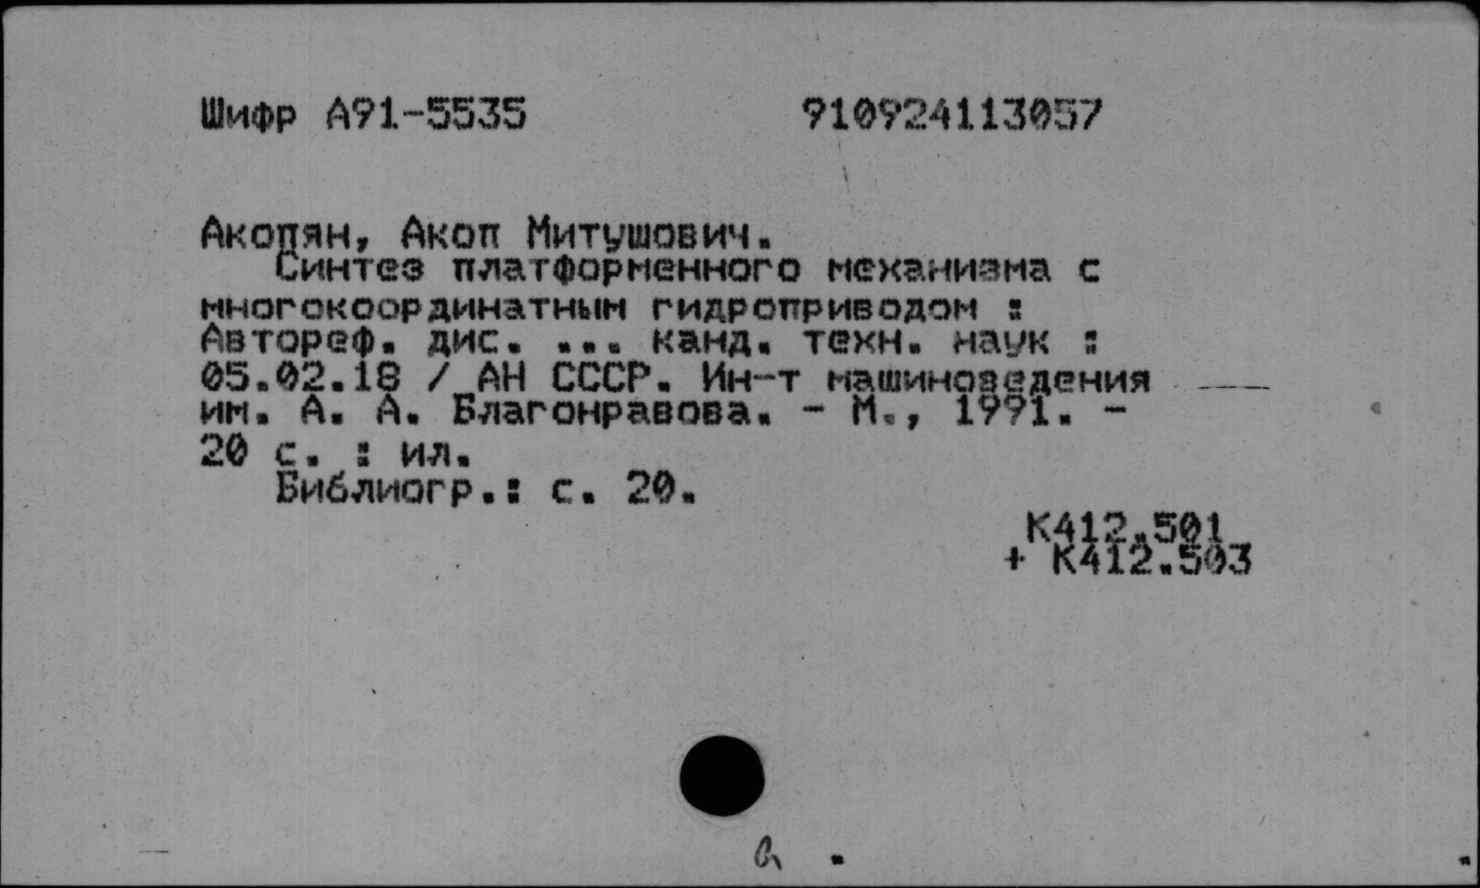 Шифр А91-5535 910924113057
Акопян, Акоп Митушович.
Синтез платформенного механизма с
многокоординатным гидроприводом :
Автореф. дис. ... канд. техн. наук :
05.02.18 / АН СССР. Ин-т машиноведения
им. А. А. Благонравова. - М., 1991. -
20 с. : ил.
Библиогр.: с. 20.
К412.501
+ К412.503